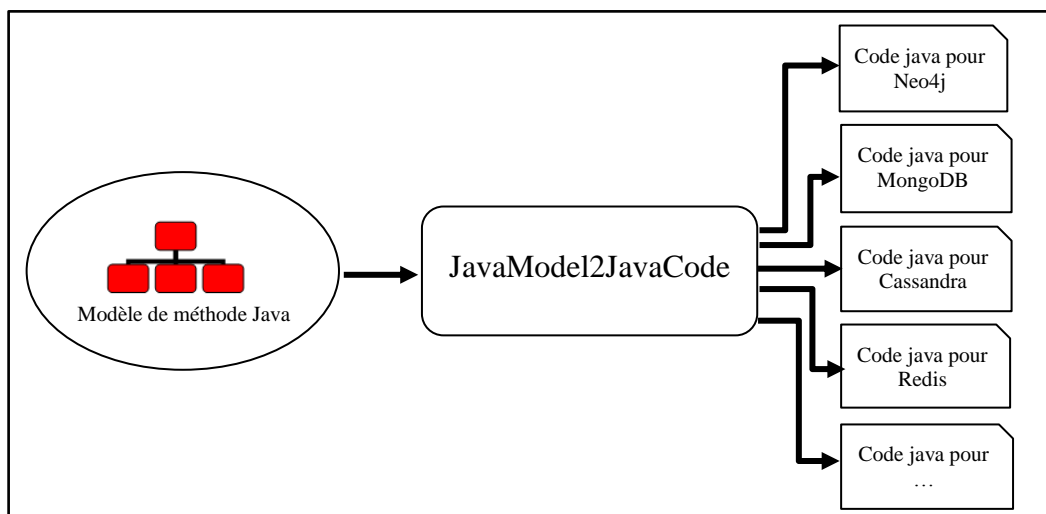 Modèle de méthode Java
JavaModel2JavaCode
Code java pour
Neo4j
Code java pour
MongoDB
Code java pour
Cassandra
Code java pour
Redis
Code java pour
…